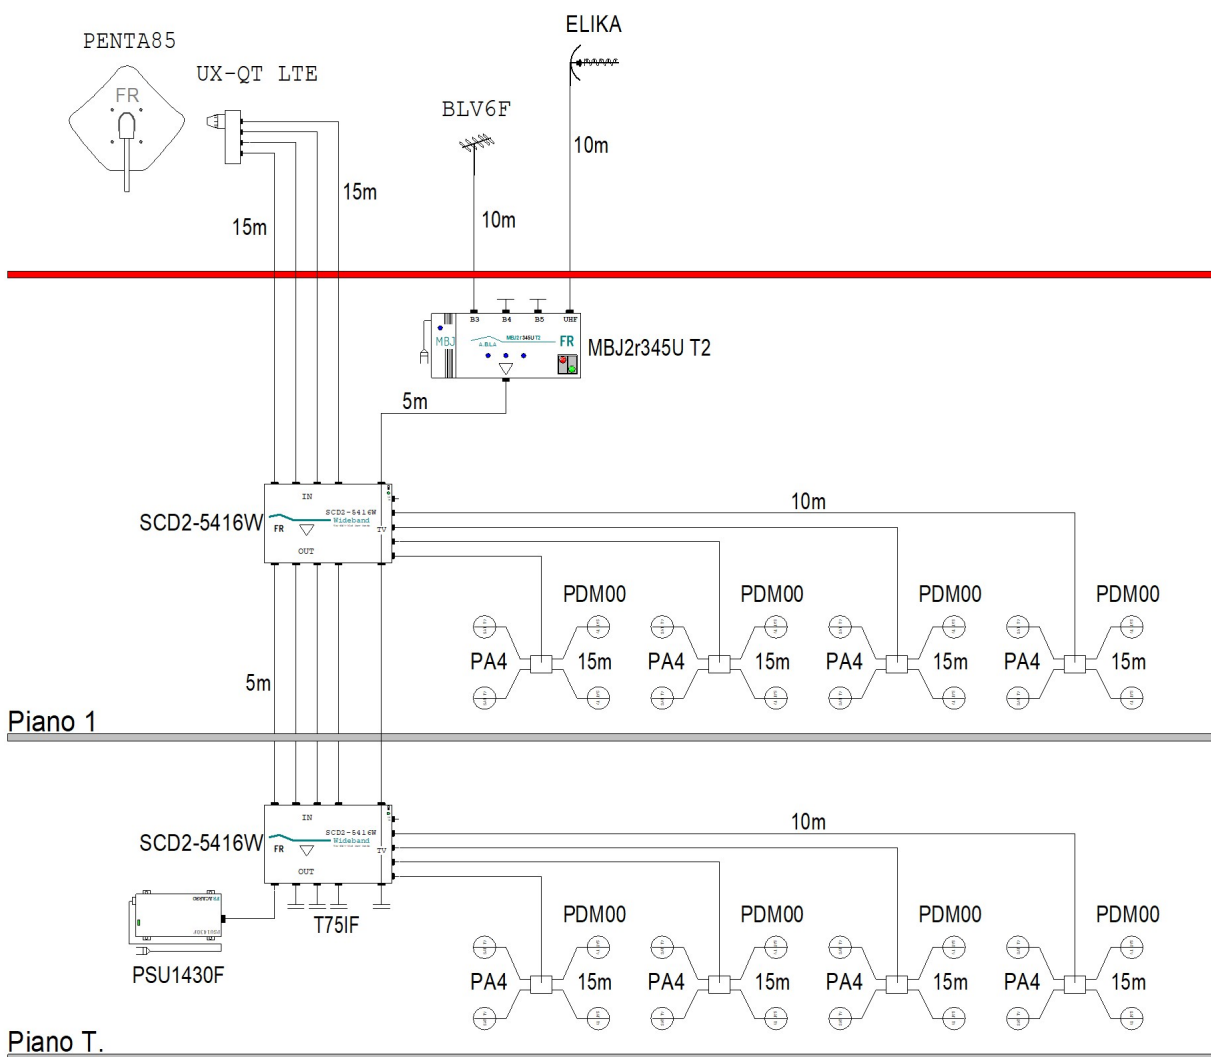 ELIKA
PENTA85
UX-QT LTE
FR
BLV6F
10m
15m
15m
10m
B3 B4 B5 UHF
MBJ
MBJ2r345U T2
FR
MBJ2r345U T2
5m
IN
SCD2-5416W
SCD2-5416W
Wideband
FR
TV
OUT
10m
PDM00 PDM00 PDM00 PDM00
PA4 15m PA4 15m PA4 15m PA4 15m
5m
Piano 1
IN
SCD2-5416W
SCD2-5416W
Wideband
FR
TV
OUT
10m
T75IF
PSU1430F
PSU1430F
PDM00 PDM00 PDM00 PDM00
PA4 15m PA4 15m PA4 15m PA4 15m
Piano T.